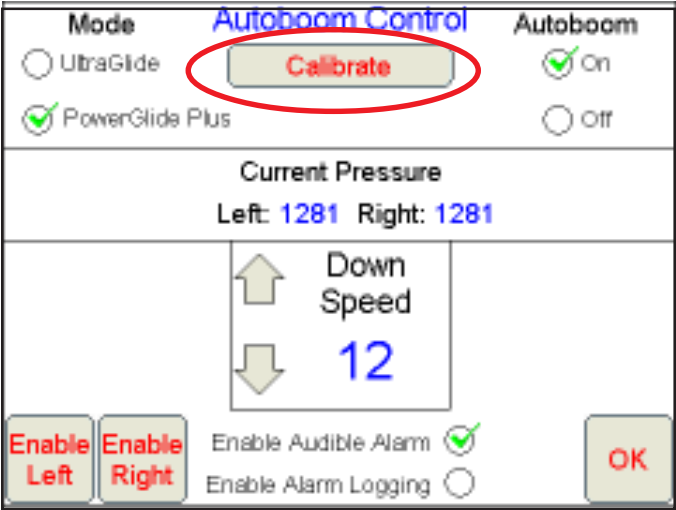 Mode Autoboom Control Autoboom
UltraGlide Calibrate On
PowerGlide Plus Off
Current Pressure
Left: 1281 Right: 1281
Down
Speed
12
Enable Left
Enable Right
Enable Audible Alarm
Enable Alarm Logging
OK